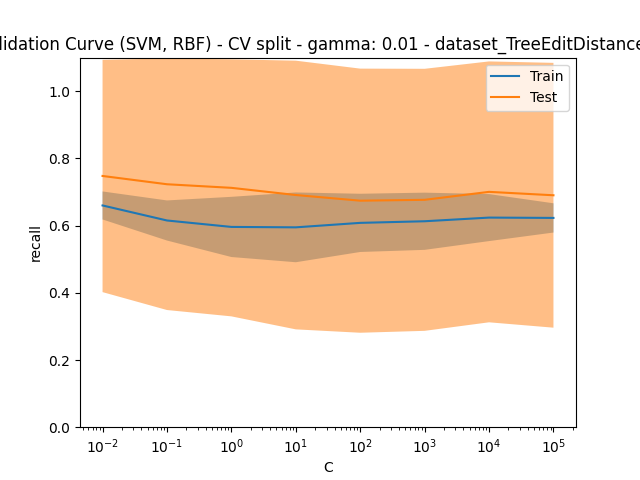 lidation Curve (SVM, RBF) - CV split - gamma: 0.01 - dataset_TreeEditDistance
Train
Test
1.0
0.8
0.6
0.4
0.2
0.0
recall
10⁻² 10⁻¹ 10⁰ 10¹ 10² 10³ 10⁴ 10⁵
C